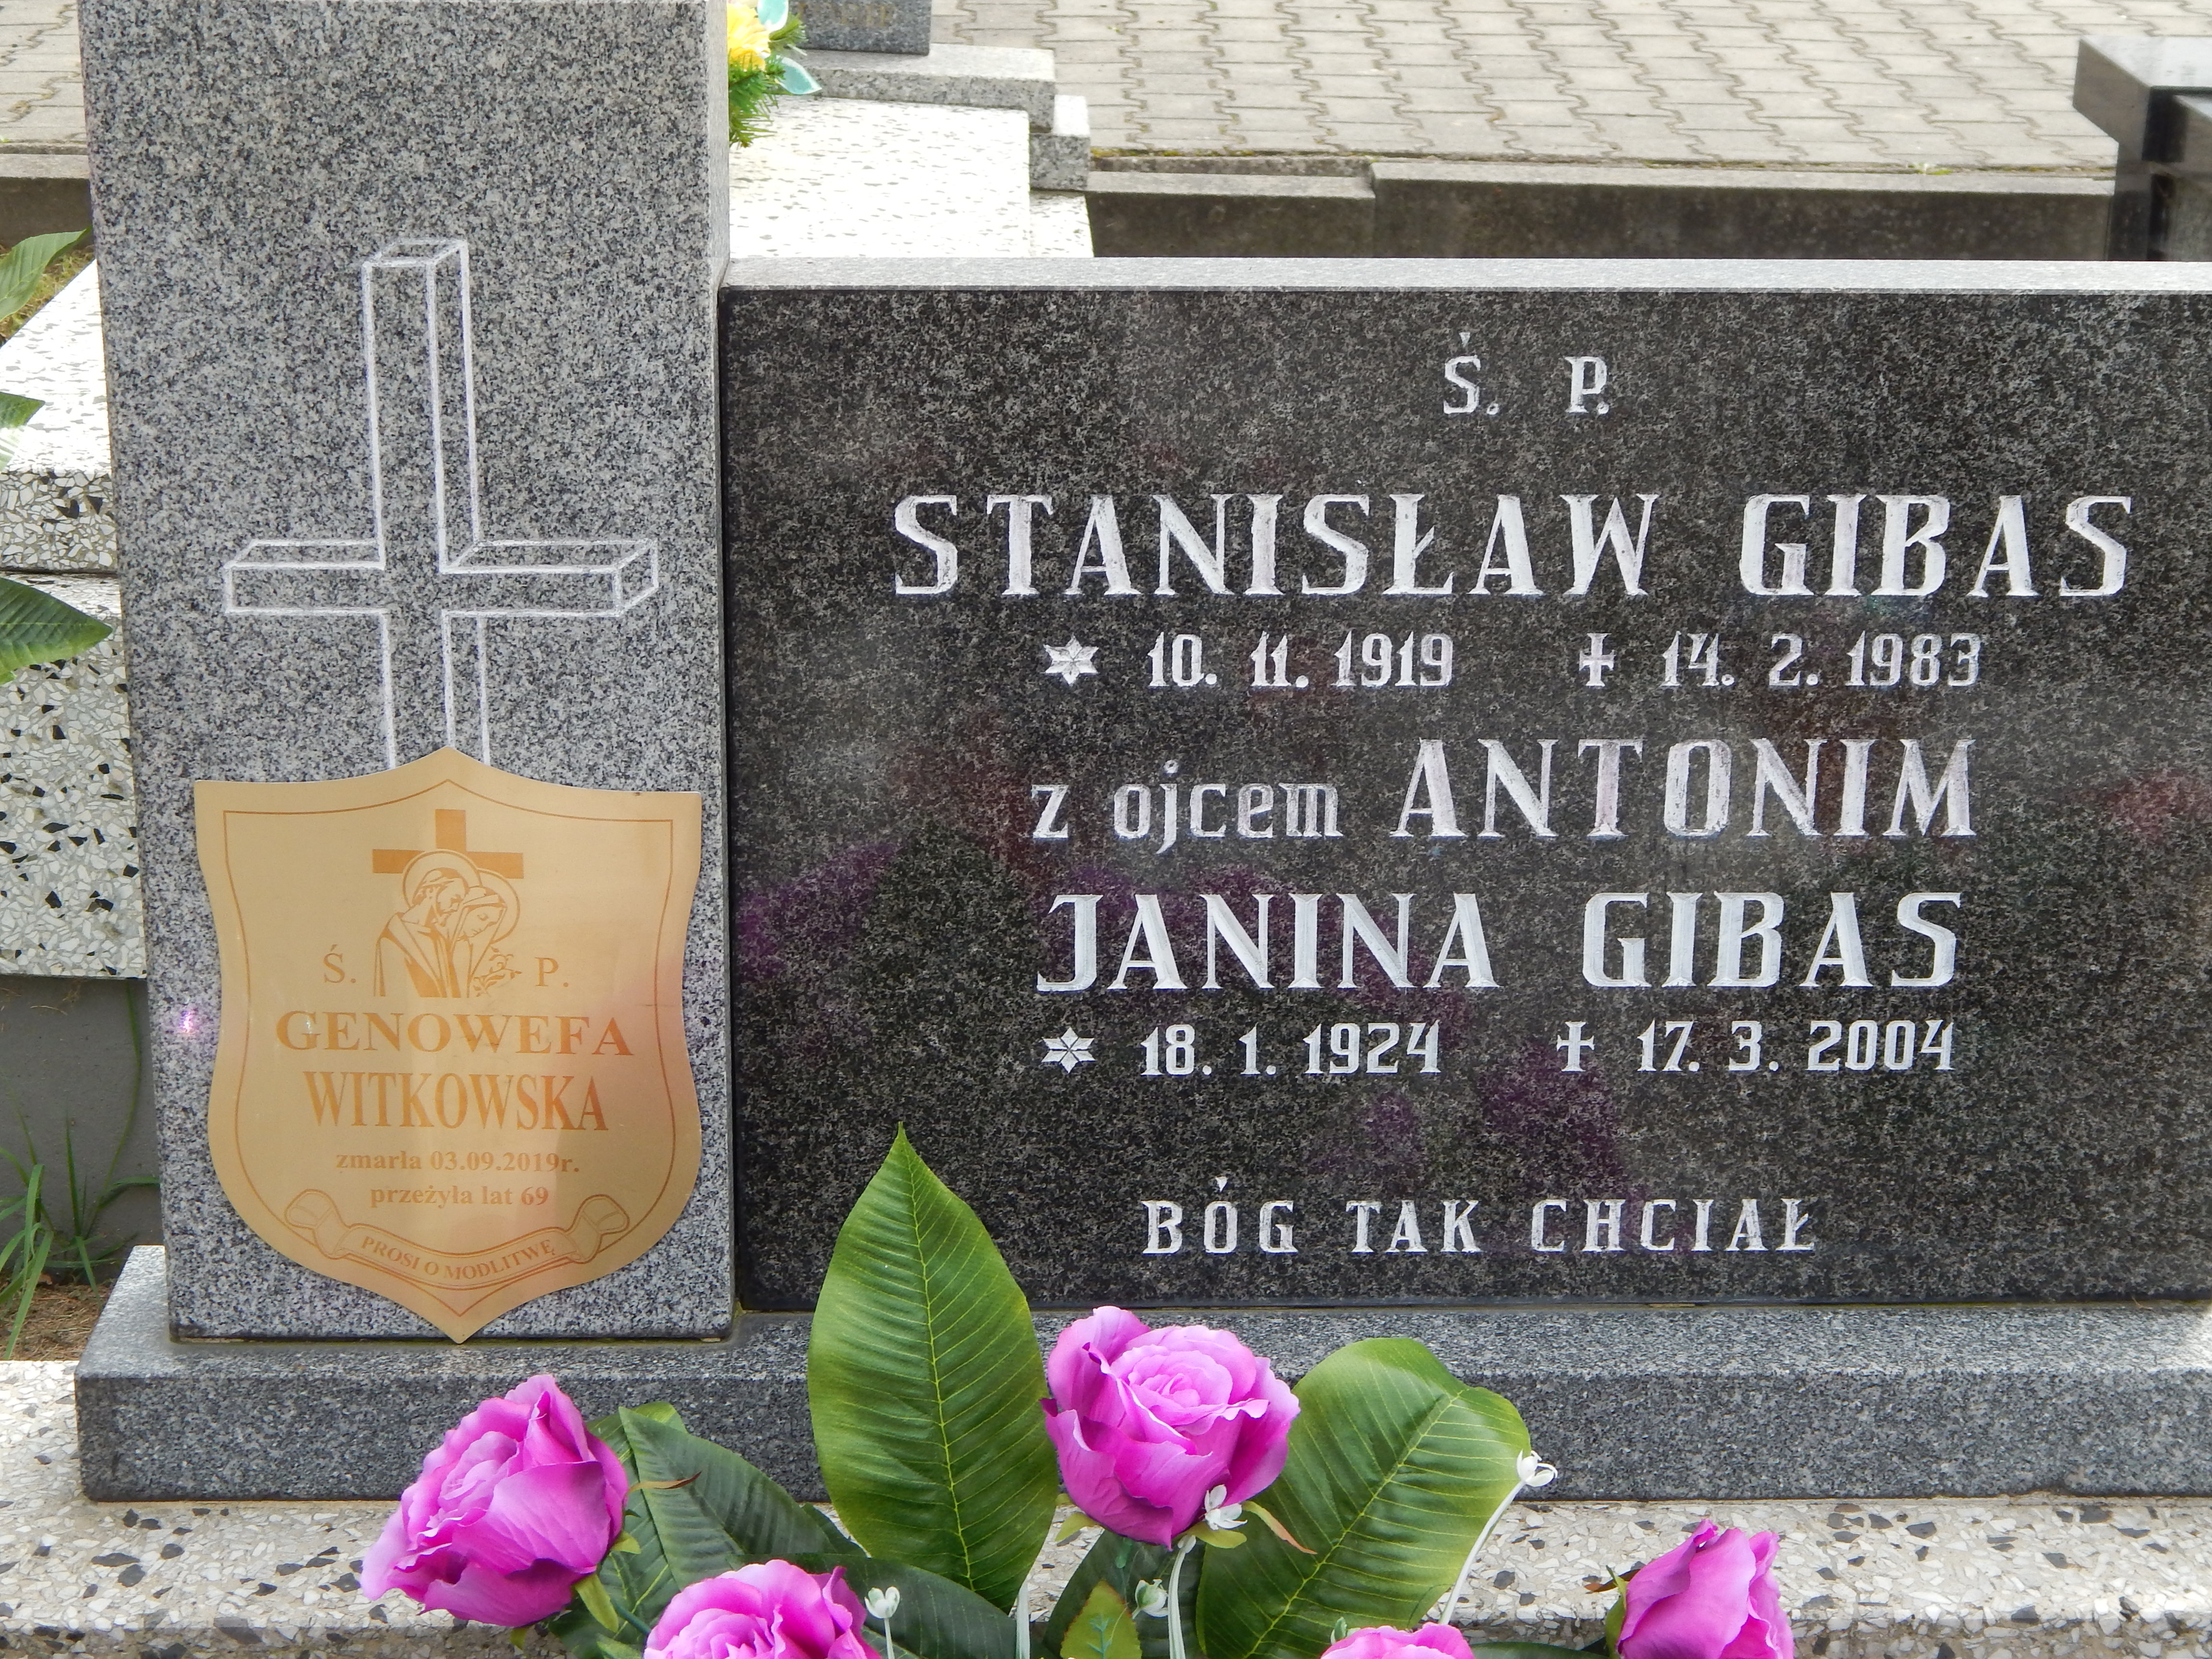 Ś. P.
STANISŁAW GIBAS
10. 11. 1919 14. 2. 1983
z ojcem ANTONIM
JANINA GIBAS
18. 1. 1924 17. 3. 2004
BÓG TAK CHCIAŁ
Ś. P.
GENOWEFA
WITKOWSKA
zmarła 03.09.2019r.
przeżyła lat 69
PROSI O MODLITWĘ